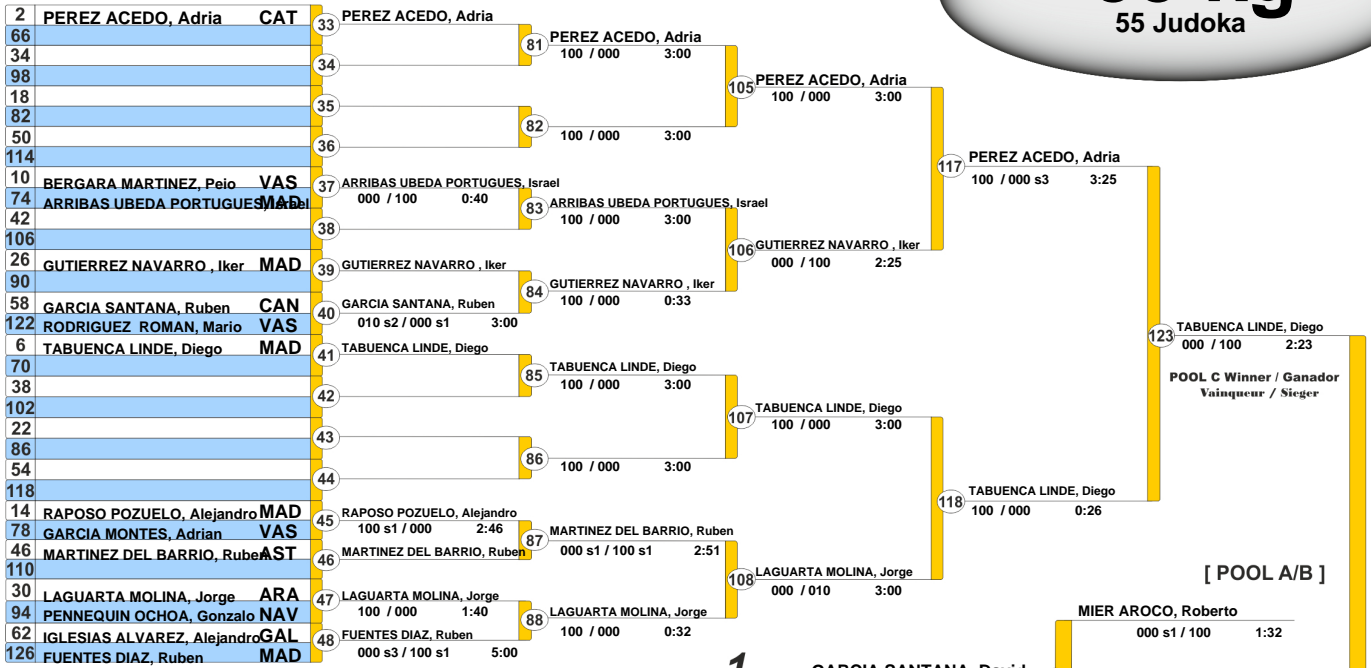 55 Judoka
2 PEREZ ACEDO, Adria CAT
66
34
98
18
82
50
114
10 BERGARA MARTINEZ, Peio VAS
74 ARRIBAS UBEDA PORTUGUES, Israel MAD
42
106
26 GUTIERREZ NAVARRO , Iker MAD
90
58 GARCIA SANTANA, Ruben CAN
122 RODRIGUEZ ROMAN, Mario VAS
6 TABUENCA LINDE, Diego MAD
70
38
102
22
86
54
118
14 RAPOSO POZUELO, Alejandro MAD
78 GARCIA MONTES, Adrian VAS
46 MARTINEZ DEL BARRIO, Ruben AST
110
30 LAGUARTA MOLINA, Jorge ARA
94 PENNEQUIN OCHOA, Gonzalo NAV
62 IGLESIAS ALVAREZ, Alejandro GAL
126 FUENTES DIAZ, Ruben MAD
33 PEREZ ACEDO, Adria
34
35
36
37 ARRIBAS UBEDA PORTUGUES, Israel
000 / 100 0:40
38
39 GUTIERREZ NAVARRO , Iker
40 GARCIA SANTANA, Ruben
010 s2 / 000 s1 3:00
41 TABUENCA LINDE, Diego
42
43
44
45 RAPOSO POZUELO, Alejandro
100 s1 / 000 2:46
46 MARTINEZ DEL BARRIO, Ruben
47 LAGUARTA MOLINA, Jorge
100 / 000 1:40
48 FUENTES DIAZ, Ruben
000 s3 / 100 s1 5:00
81 PEREZ ACEDO, Adria
100 / 000 3:00
82
100 / 000 3:00
83 ARRIBAS UBEDA PORTUGUES, Israel
100 / 000 3:00
84 GUTIERREZ NAVARRO , Iker
100 / 000 0:33
85 TABUENCA LINDE, Diego
100 / 000 3:00
86
100 / 000 3:00
87 MARTINEZ DEL BARRIO, Ruben
000 s1 / 100 s1 2:51
88 LAGUARTA MOLINA, Jorge
100 / 000 0:32
105 PEREZ ACEDO, Adria
100 / 000 3:00
106 GUTIERREZ NAVARRO , Iker
000 / 100 2:25
107 TABUENCA LINDE, Diego
100 / 000 3:00
108 LAGUARTA MOLINA, Jorge
000 / 010 3:00
117 PEREZ ACEDO, Adria
100 / 000 s3 3:25
118 TABUENCA LINDE, Diego
100 / 000 0:26
123 TABUENCA LINDE, Diego
000 / 100 2:23
POOL C Winner / Ganador
Vainqueur / Sieger
[ POOL A/B ]
MIER AROCO, Roberto
000 s1 / 100 1:32